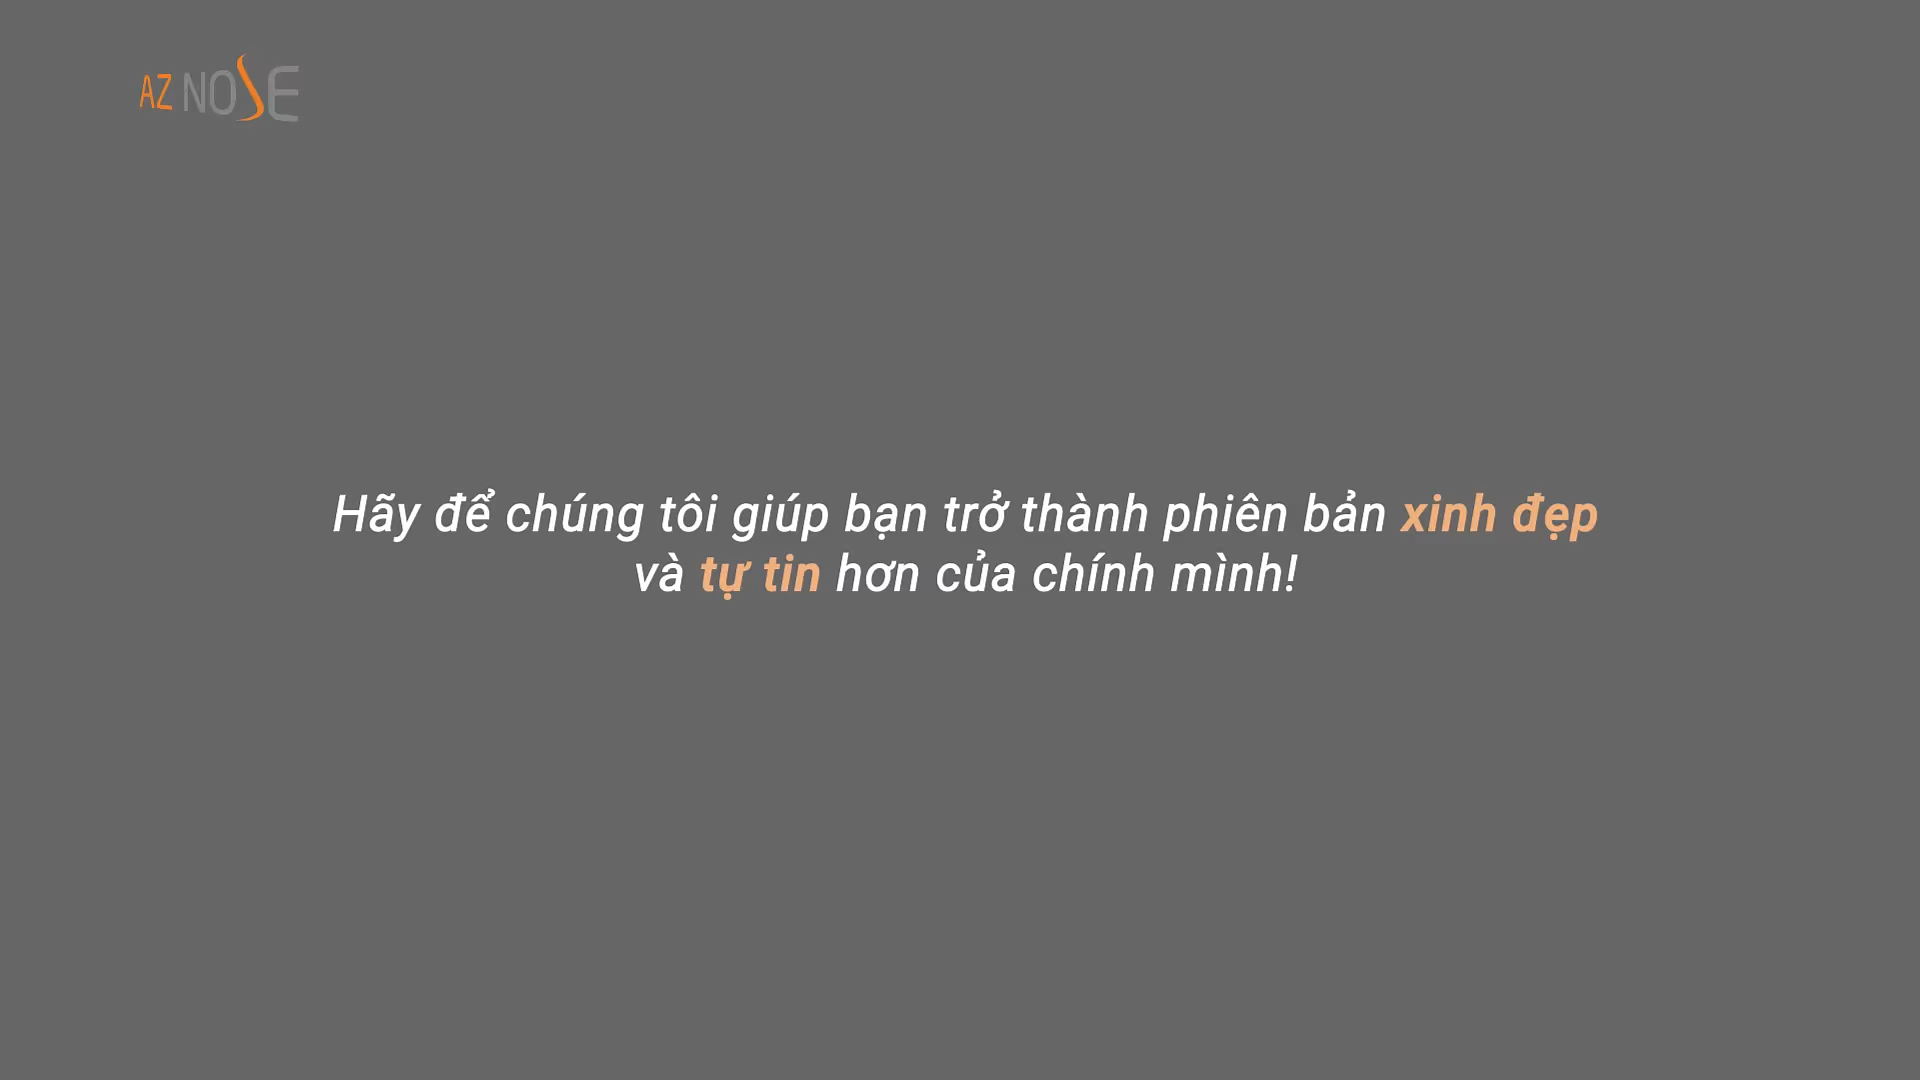 AZ NOSE
Hãy để chúng tôi giúp bạn trở thành phiên bản xinh đẹp
và tự tin hơn của chính mình!